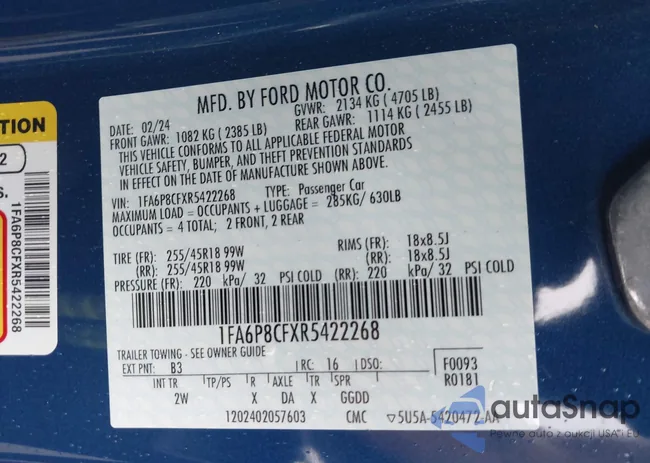 MFD. BY FORD MOTOR CO.
DATE: 02/24 GVWR: 2134 KG ( 4705 LB)
FRONT GAWR: 1082 KG ( 2385 LB) REAR GAWR: 1114 KG ( 2455 LB)
THIS VEHICLE CONFORMS TO ALL APPLICABLE FEDERAL MOTOR
VEHICLE SAFETY, BUMPER, AND THEFT PREVENTION STANDARDS
IN EFFECT ON THE DATE OF MANUFACTURE SHOWN ABOVE.
VIN: 1FA6P8CFXR5422268 TYPE: Passenger Car
MAXIMUM LOAD = OCCUPANTS + LUGGAGE = 285KG/ 630LB
OCCUPANTS = 4 TOTAL; 2 FRONT, 2 REAR
TIRE (FR): 255/45R18 99W RIMS (FR): 18x8.5J
(RR): 255/45R18 99W (RR): 18x8.5J
PRESSURE (FR): 220 kPa/ 32 PSI COLD (RR): 220 kPa/ 32 PSI COLD
1FA6P8CFXR5422268
TRAILER TOWING - SEE OWNER GUIDE
EXT PNT: B3 RC: 16 DSO: F0093
R0181
INT TR TP/PS R AXLE TR SPR
2W X DA X GGDD
1202402057603 CMC 5U5A-5420472-AA
TION
2
s.
1FA6P8CFXR5422268
autaSnap
Pewne auto z aukcji USA i EU